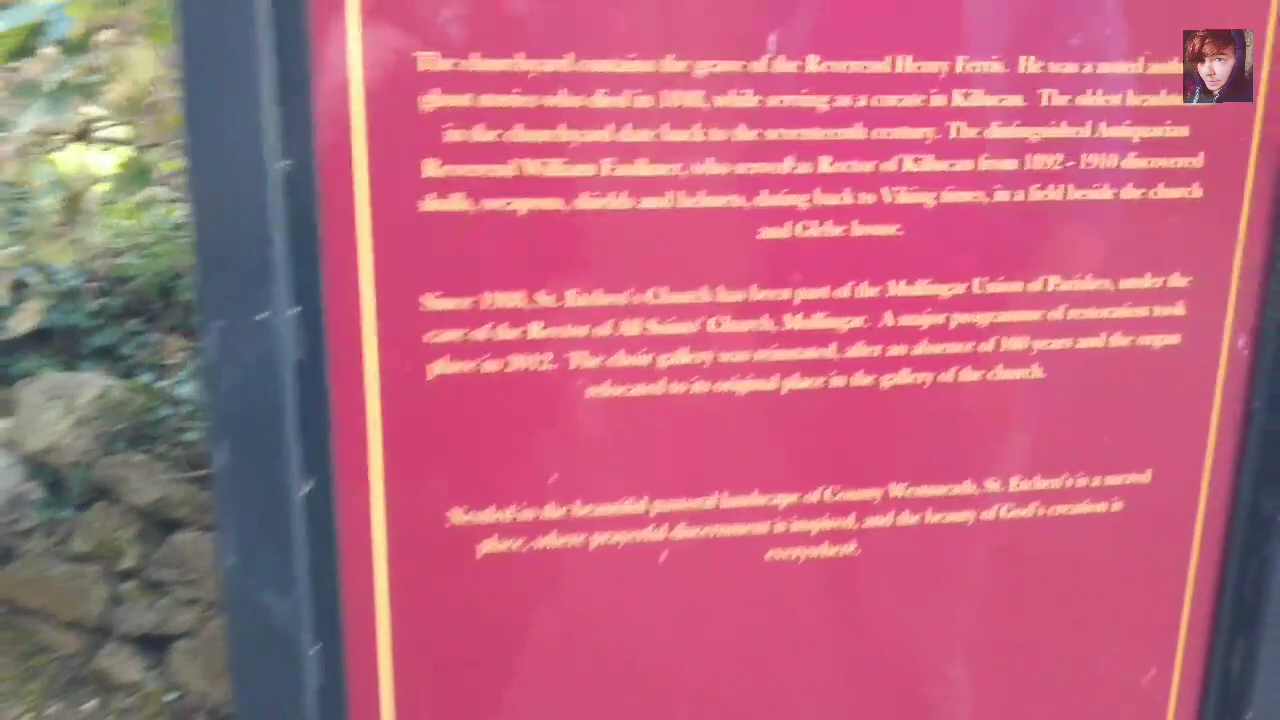 The churchyard contains the grave of the Reverend Henry Ferris. He was a noted
ghost writer who died in while serving as a curate in Killucan. The oldest
in the churchyard date back to the seventeenth century. The distinguished Antiquarian
Reverend William Falkiner, who served as Rector of Killucan from 1892 - 1910 discovered
skulls, weapons, shields and helmets, dating back to Viking times, in a field beside the church
and Glebe house.
Since St. Etchen's Church has been part of the Mullingar Union of Parishes, under the
care of the Rector of All Saints' Church, Mullingar. A major programme of restoration took
place in 2012. The choir gallery was reinstated, after an absence of 100 years and the organ
relocated to its original place in the gallery of the church.
Nestled in the beautiful pastoral landscape of County Westmeath, St. Etchen's is a sacred
place, where prayerful discernment is inspired, and the beauty of God's creation is
everywhere.